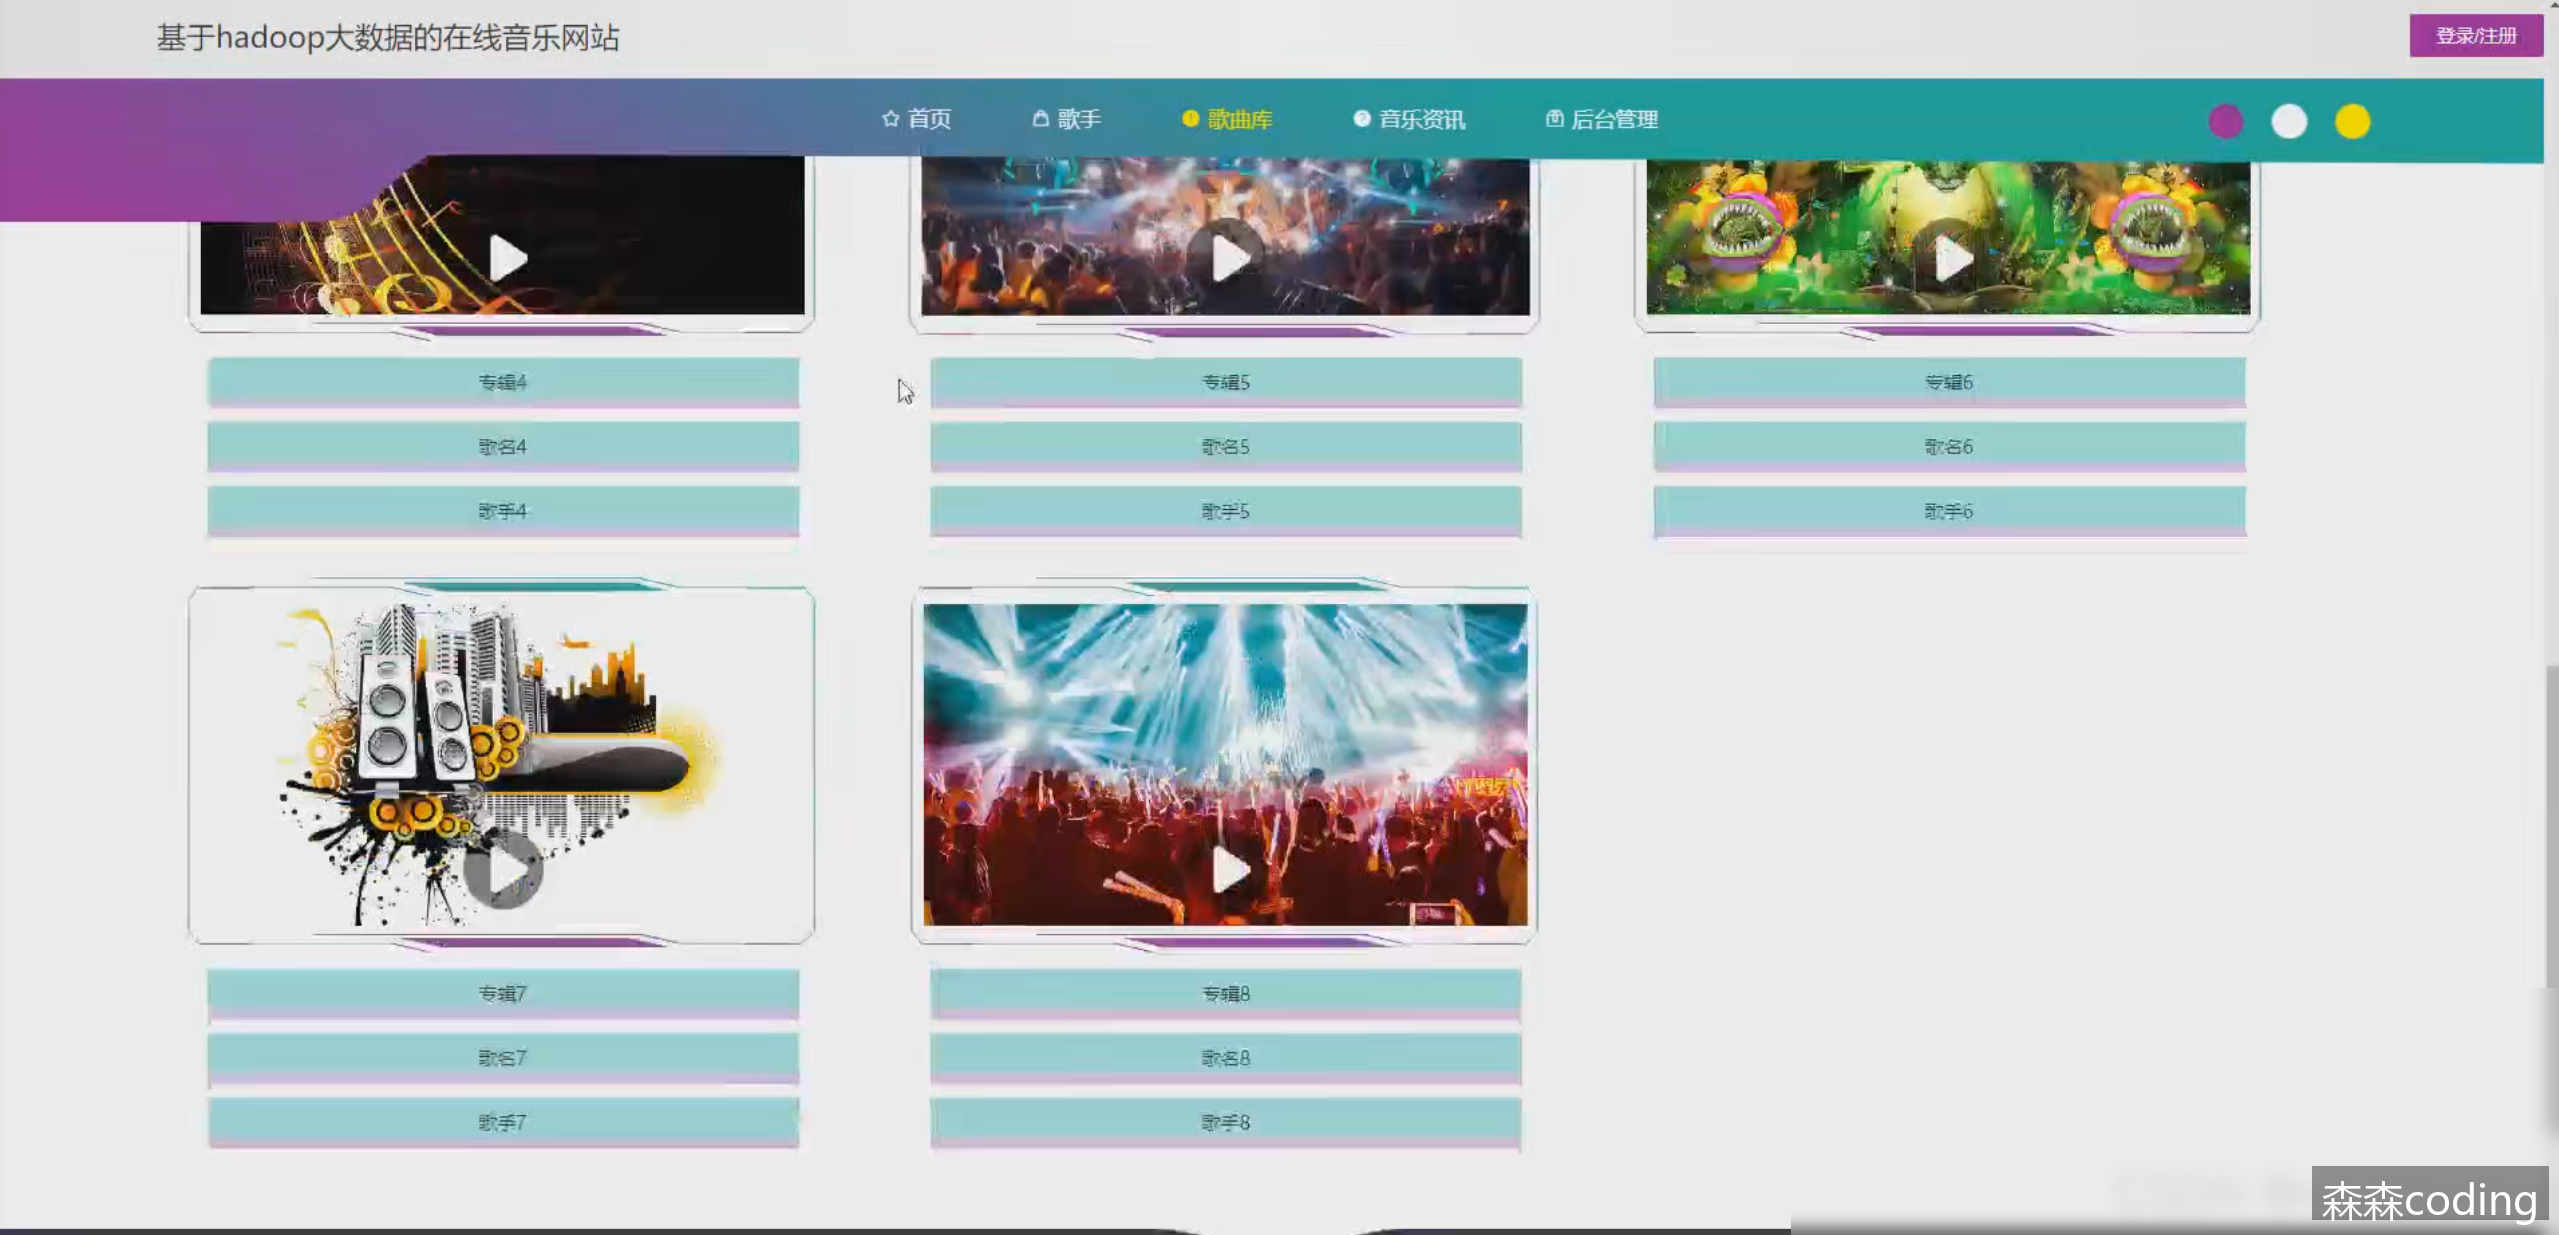 基于hadoop大数据的在线音乐网站
登录/注册
首页
歌手
歌曲库
音乐资讯
后台管理
专辑4
专辑5
专辑6
歌名4
歌名5
歌名6
歌手4
歌手5
歌手6
专辑7
专辑8
歌名7
歌名8
歌手7
歌手8
森森coding